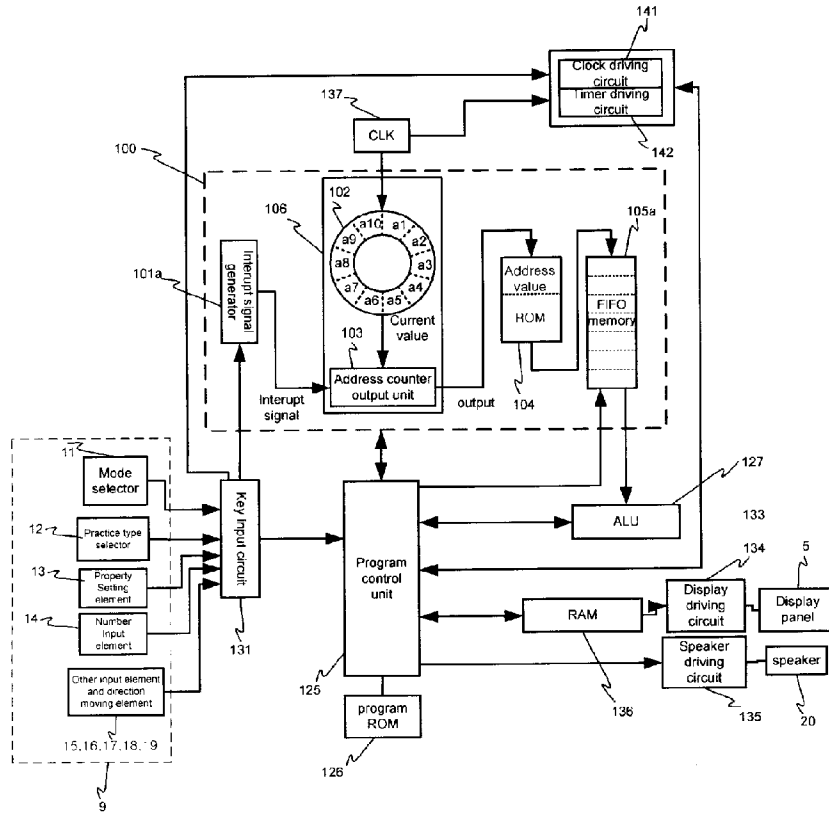 141
Clock driving
circuit
Timer driving
circuit
142
137
CLK
100
102
106
a10
a1
a9
a2
a8
a3
a7
a4
a6
a5
105a
101a
Interupt signal
generator
Current
value
103
Address counter
output unit
Interupt
signal
output
Address
value
ROM
104
FIFO
memory
11
Mode
selector
12
Practice type
selector
13
Property
Setting
element
14
Number
Input
element
Other input element
and direction
moving element
15,16,17,18,19
9
Key Input circuit
131
Program
control
unit
125
program
ROM
126
127
ALU
133
134
5
RAM
136
Display
driving
circuit
Display
panel
Speaker
driving
circuit
135
speaker
20